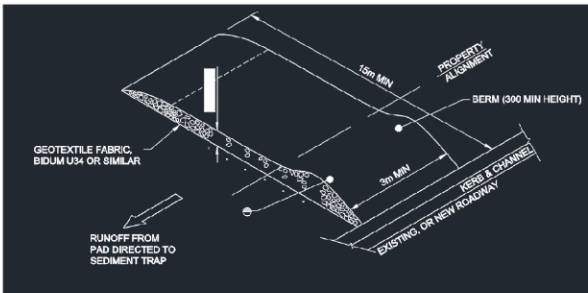 15m MIN
PROPERTY
ALIGNMENT
BERM (300 MIN HEIGHT)
GEOTEXTILE FABRIC,
BIDUM U34 OR SIMILAR
3m MIN
KERB & CHANNEL
EXISTING, OR NEW ROADWAY
RUNOFF FROM
PAD DIRECTED TO
SEDIMENT TRAP